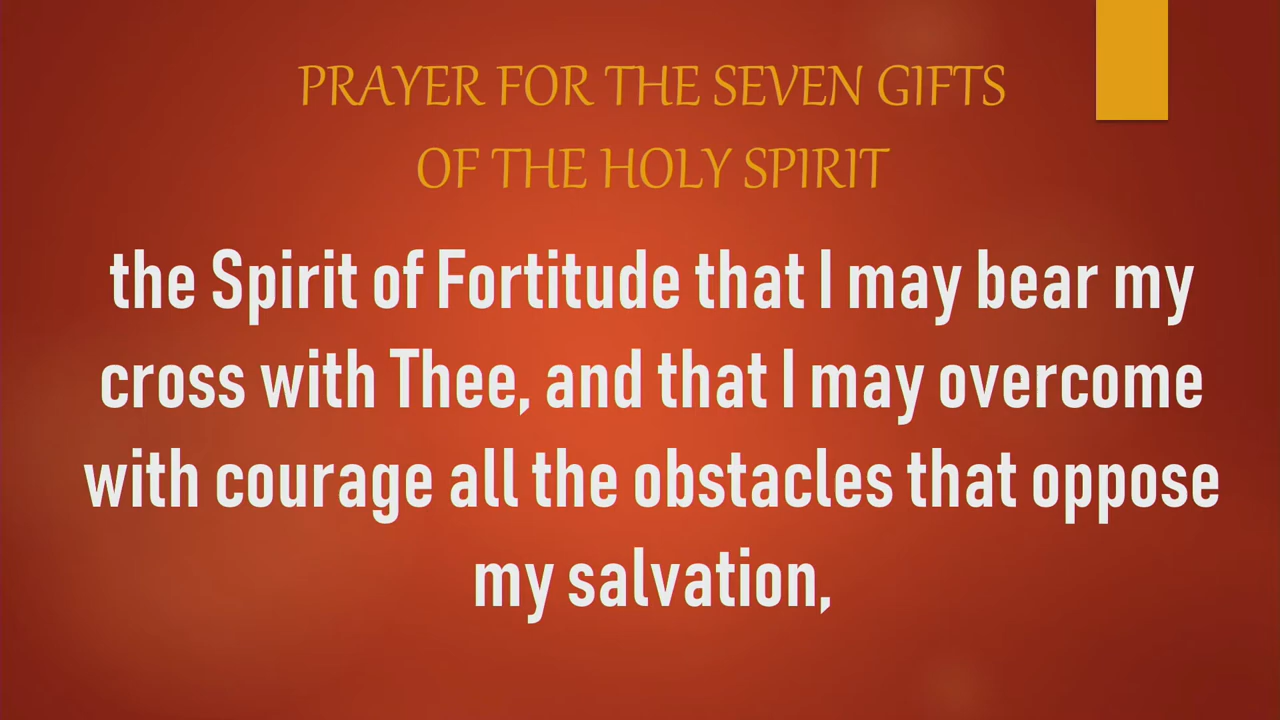 PRAYER FOR THE SEVEN GIFTS
OF THE HOLY SPIRIT
the Spirit of Fortitude that I may bear my
cross with Thee, and that I may overcome
with courage all the obstacles that oppose
my salvation,